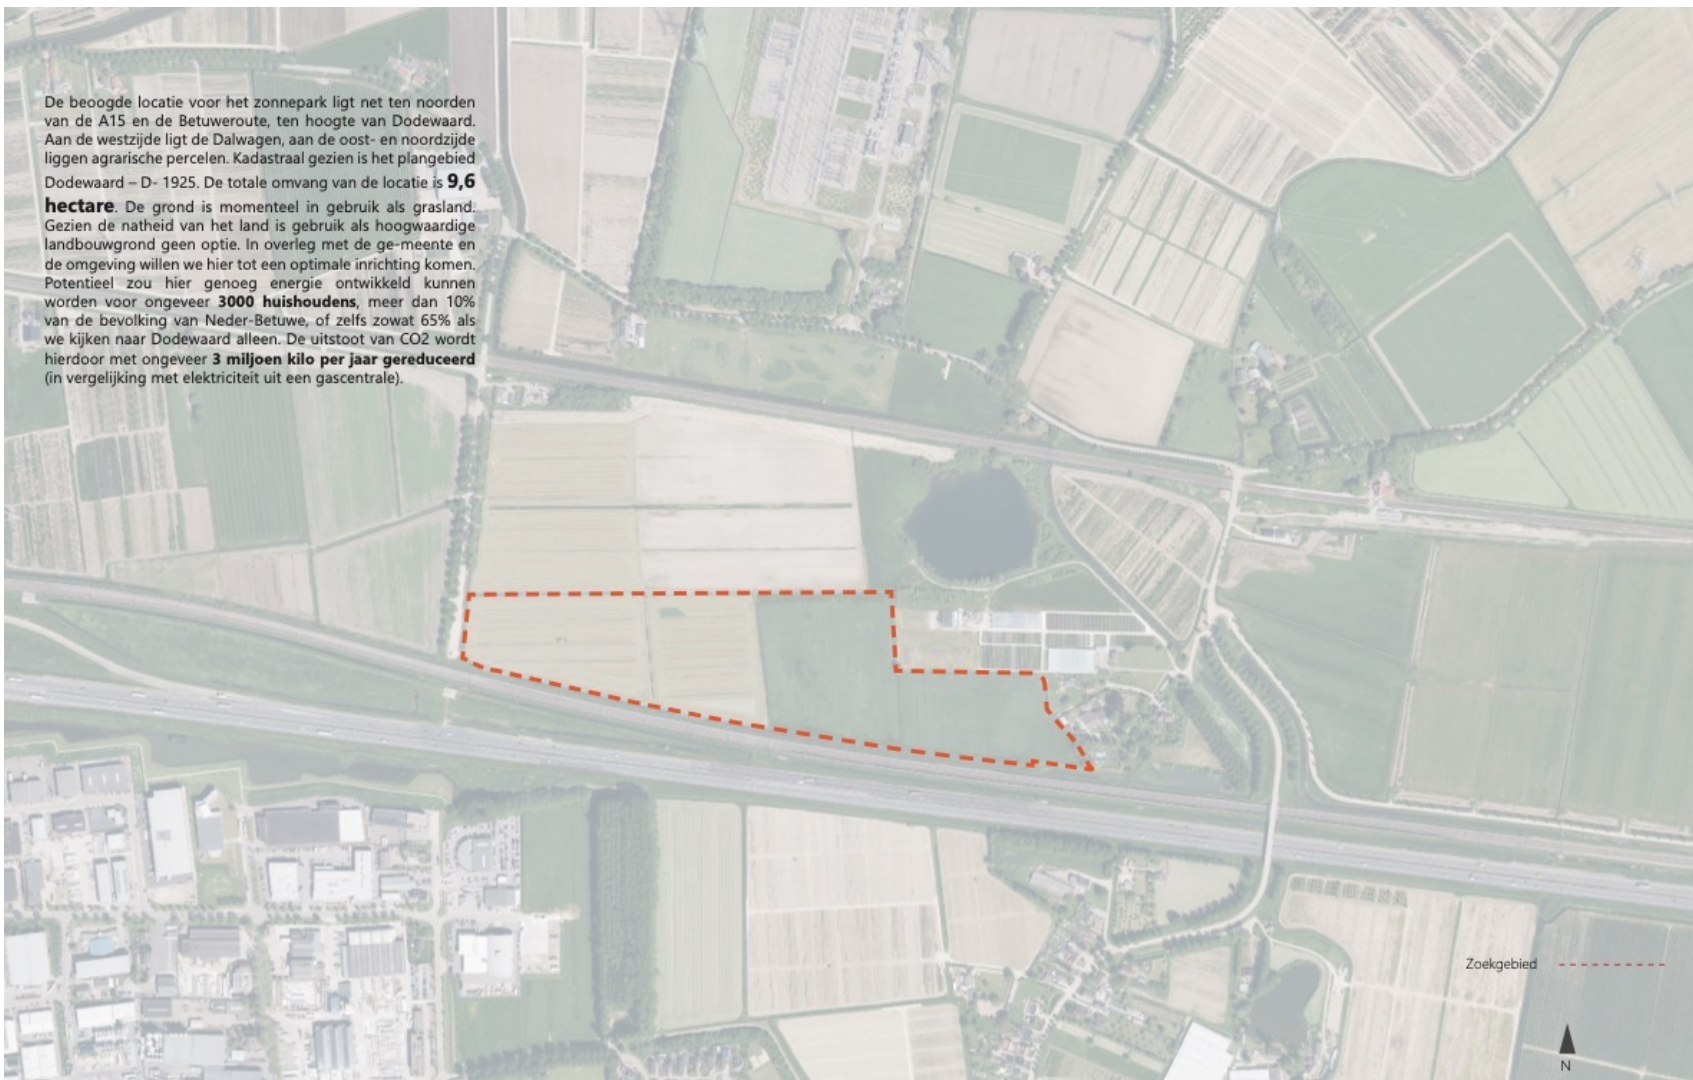 De beoogde locatie voor het zonnepark ligt net ten noorden
van de A15 en de Betuweroute, ten hoogte van Dodewaard.
Aan de westzijde ligt de Dalwagen, aan de oost- en noordzijde
liggen agrarische percelen. Kadastraal gezien is het plangebied
Dodewaard – D- 1925. De totale omvang van de locatie is 9,6
hectare. De grond is momenteel in gebruik als grasland.
Gezien de natheid van het land is gebruik als hoogwaardige
landbouwgrond geen optie. In overleg met de ge-meente en
de omgeving willen we hier tot een optimale inrichting komen.
Potentieel zou hier genoeg energie ontwikkeld kunnen
worden voor ongeveer 3000 huishoudens, meer dan 10%
van de bevolking van Neder-Betuwe, of zelfs zowat 65% als
we kijken naar Dodewaard alleen. De uitstoot van CO2 wordt
hierdoor met ongeveer 3 miljoen kilo per jaar gereduceerd
(in vergelijking met elektriciteit uit een gascentrale).
Zoekgebied
N